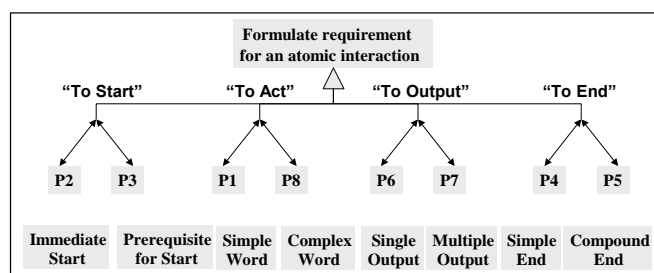 Formulate requirement
for an atomic interaction
“To Start” “To Act” “To Output” “To End”
P2 P3 P1 P8 P6 P7 P4 P5
Immediate Prerequisite Simple Complex Single Multiple Simple Compound
Start for Start Word Word Output Output End End